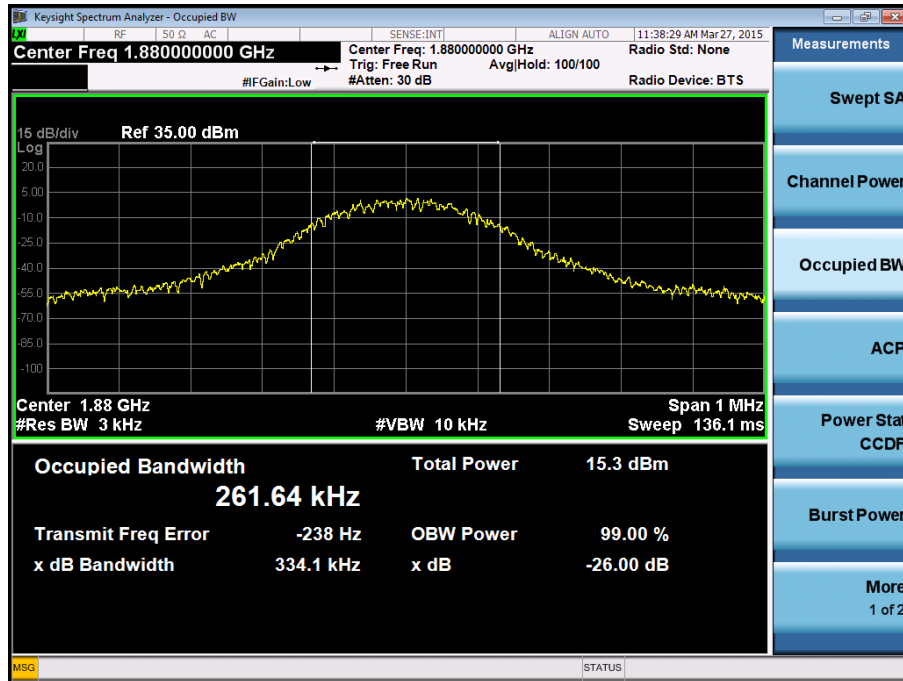 Keysight Spectrum Analyzer - Occupied BW
LXI RF 50 Ω AC SENSE:INT ALIGN AUTO 11:38:29 AM Mar 27, 2015
Center Freq 1.880000000 GHz
Center Freq: 1.880000000 GHz Radio Std: None
Trig: Free Run Avg|Hold: 100/100
#IFGain:Low #Atten: 30 dB Radio Device: BTS
15 dB/div Ref 35.00 dBm
Log
20.0
5.00
-10.0
-25.0
-40.0
-55.0
-70.0
-85.0
-100
Center 1.88 GHz Span 1 MHz
#Res BW 3 kHz #VBW 10 kHz Sweep 136.1 ms
Occupied Bandwidth Total Power 15.3 dBm
261.64 kHz
Transmit Freq Error -238 Hz OBW Power 99.00 %
x dB Bandwidth 334.1 kHz x dB -26.00 dB
MSG STATUS
Measurements
Swept SA
Channel Power
Occupied BW
ACP
Power Stat
CCDF
Burst Power
More
1 of 2